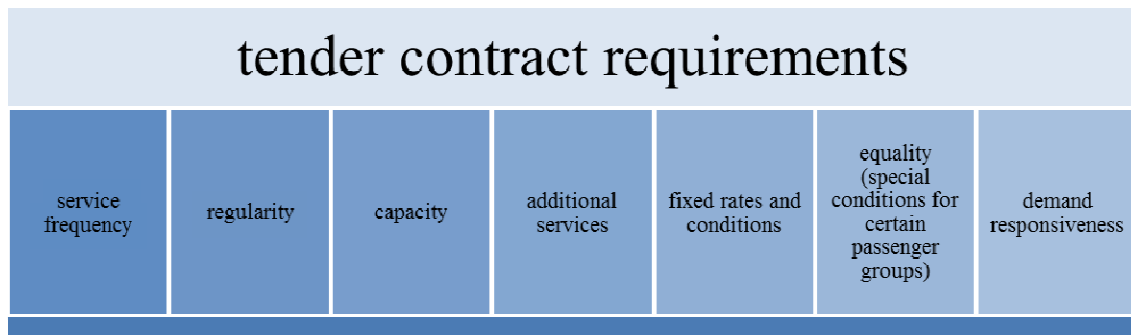 tender contract requirements
service
frequency
regularity
capacity
additional
services
fixed rates and
conditions
equality
(special
conditions for
certain
passenger
groups)
demand
responsiveness